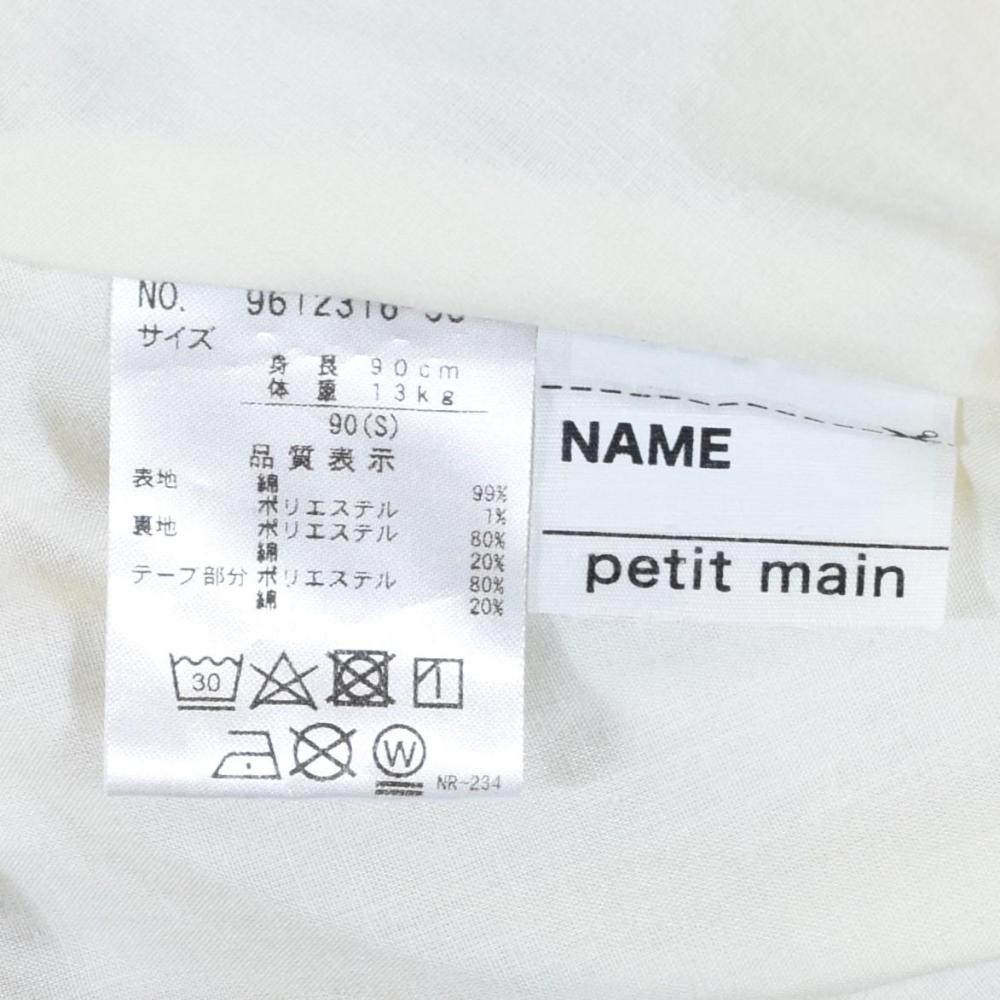 NO. 9612316
サイズ
身長 90cm
体重 13kg
90(S)
品質表示
表地 綿 99%
ポリエステル 1%
裏地 ポリエステル 80%
綿 20%
テープ部分 ポリエステル 80%
綿 20%
30
W
NR-234
NAME
petit main